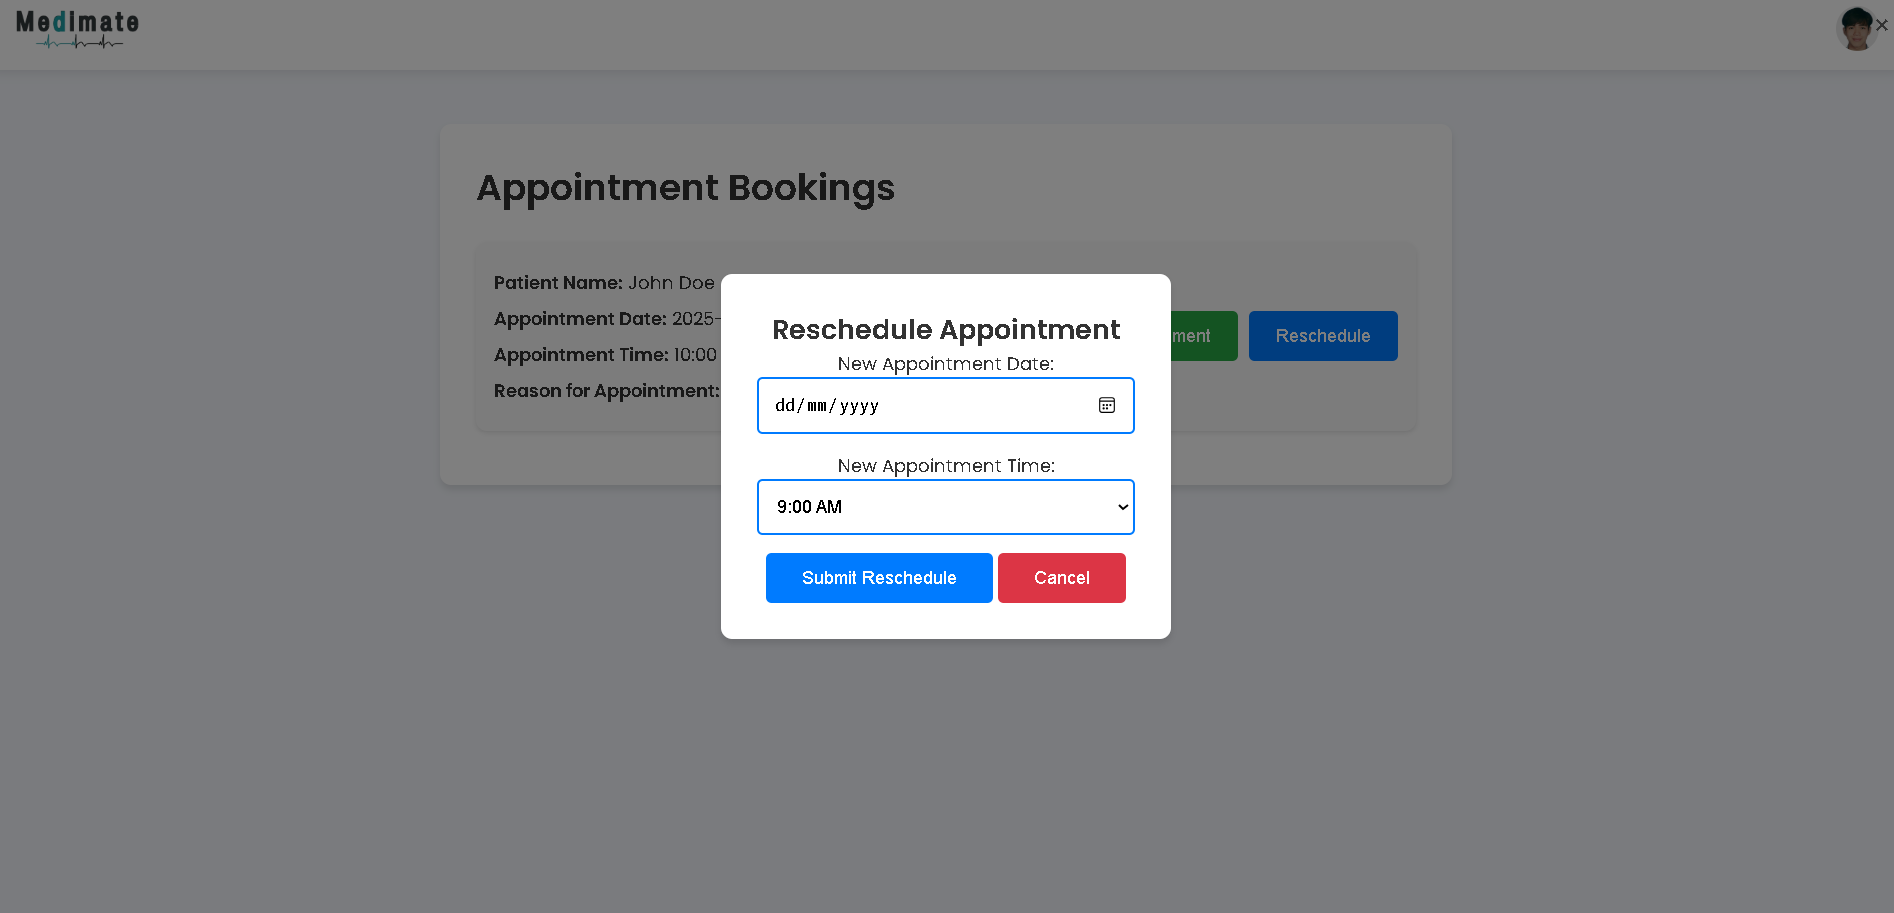 Medimate
×
Appointment Bookings
Patient Name: John Doe
Appointment Date: 2025-
Appointment Time: 10:00
Reason for Appointment:
ment
Reschedule
Reschedule Appointment
New Appointment Date:
dd/mm/yyyy
New Appointment Time:
9:00 AM
Submit Reschedule
Cancel